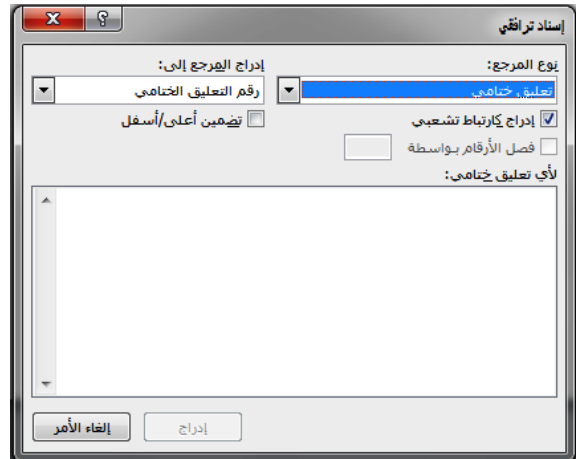 إسناد ترافقي
نوع المرجع: إدراج المرجع إلى:
تعليق ختامي رقم التعليق الختامي
إدراج كارتباط تشعبي تضمين أعلى/أسفل
فصل الأرقام بواسطة
لأي تعليق ختامي:
إدراج إلغاء الأمر